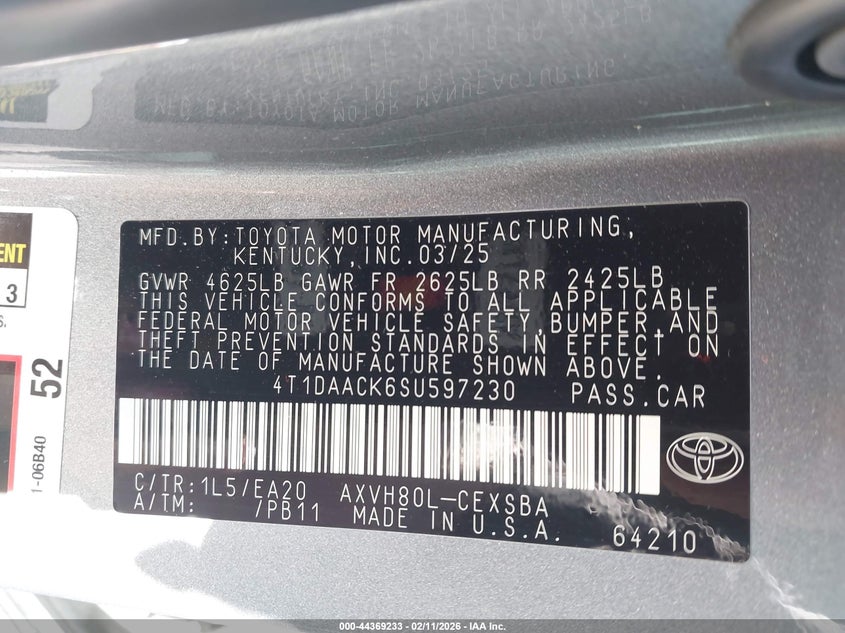 MFD.BY:TOYOTA MOTOR MANUFACTURING,
KENTUCKY, INC.03/25
GVWR 4625LB GAWR FR 2625LB RR 2425LB
THIS VEHICLE CONFORMS TO ALL APPLICABLE
FEDERAL MOTOR VEHICLE SAFETY,BUMPER,AND
THEFT PREVENTION STANDARDS IN EFFECT ON
THE DATE OF MANUFACTURE SHOWN ABOVE.
4T1DAACK6SU597230 PASS.CAR
C/TR:1L5/EA20 AXVH80L-CEXSBA
A/TM: /PB11 MADE IN U.S.A.
64210
3
52
1-06B40
000-44369233 - 02/11/2026 - IAA Inc.